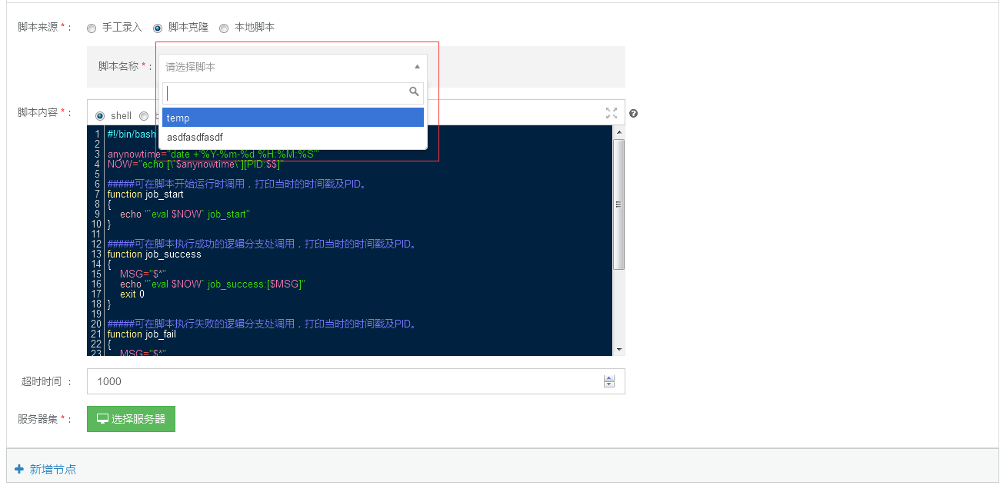 脚本来源 * ： 手工录入 脚本克隆 本地脚本
脚本名称 * ： 请选择脚本
temp
asdfasdfasdf
脚本内容 * ： shell
1 #!/bin/bash
2
3 anynowtime="date +'%Y-%m-%d %H:%M:%S'"
4 NOW="echo [\`$anynowtime\`][PID:$$]"
5
6 #####可在脚本开始运行时调用，打印当时的时间戳及PID。
7 function job_start
8 {
9 echo "`eval $NOW` job_start"
10 }
11
12 #####可在脚本执行成功的逻辑分支处调用，打印当时的时间戳及PID。
13 function job_success
14 {
15 MSG="$*"
16 echo "`eval $NOW` job_success:[$MSG]"
17 exit 0
18 }
19
20 #####可在脚本执行失败的逻辑分支处调用，打印当时的时间戳及PID。
21 function job_fail
22 {
23 MSG="$*"
超时时间 ： 1000
服务器集 * ： 选择服务器
新增节点